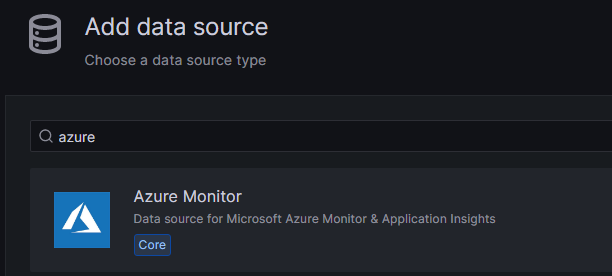 Add data source
Choose a data source type
azure
Azure Monitor
Data source for Microsoft Azure Monitor & Application Insights
Core